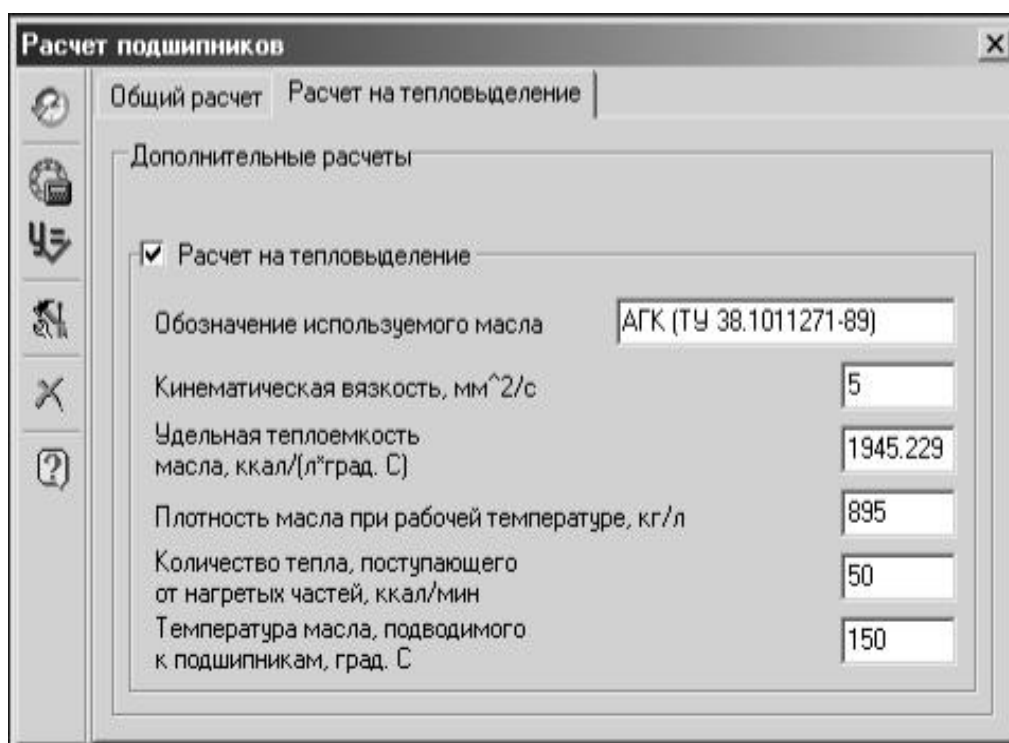 Расчет подшипников
Общий расчет
Расчет на тепловыделение
Дополнительные расчеты
Расчет на тепловыделение
Обозначение используемого масла
АГК (ТУ 38.1011271-89)
Кинематическая вязкость, мм^2/с
5
Удельная теплоемкость
масла, ккал/(л*град. С)
1945.229
Плотность масла при рабочей температуре, кг/л
895
Количество тепла, поступающего
от нагретых частей, ккал/мин
50
Температура масла, подводимого
к подшипникам, град. С
150